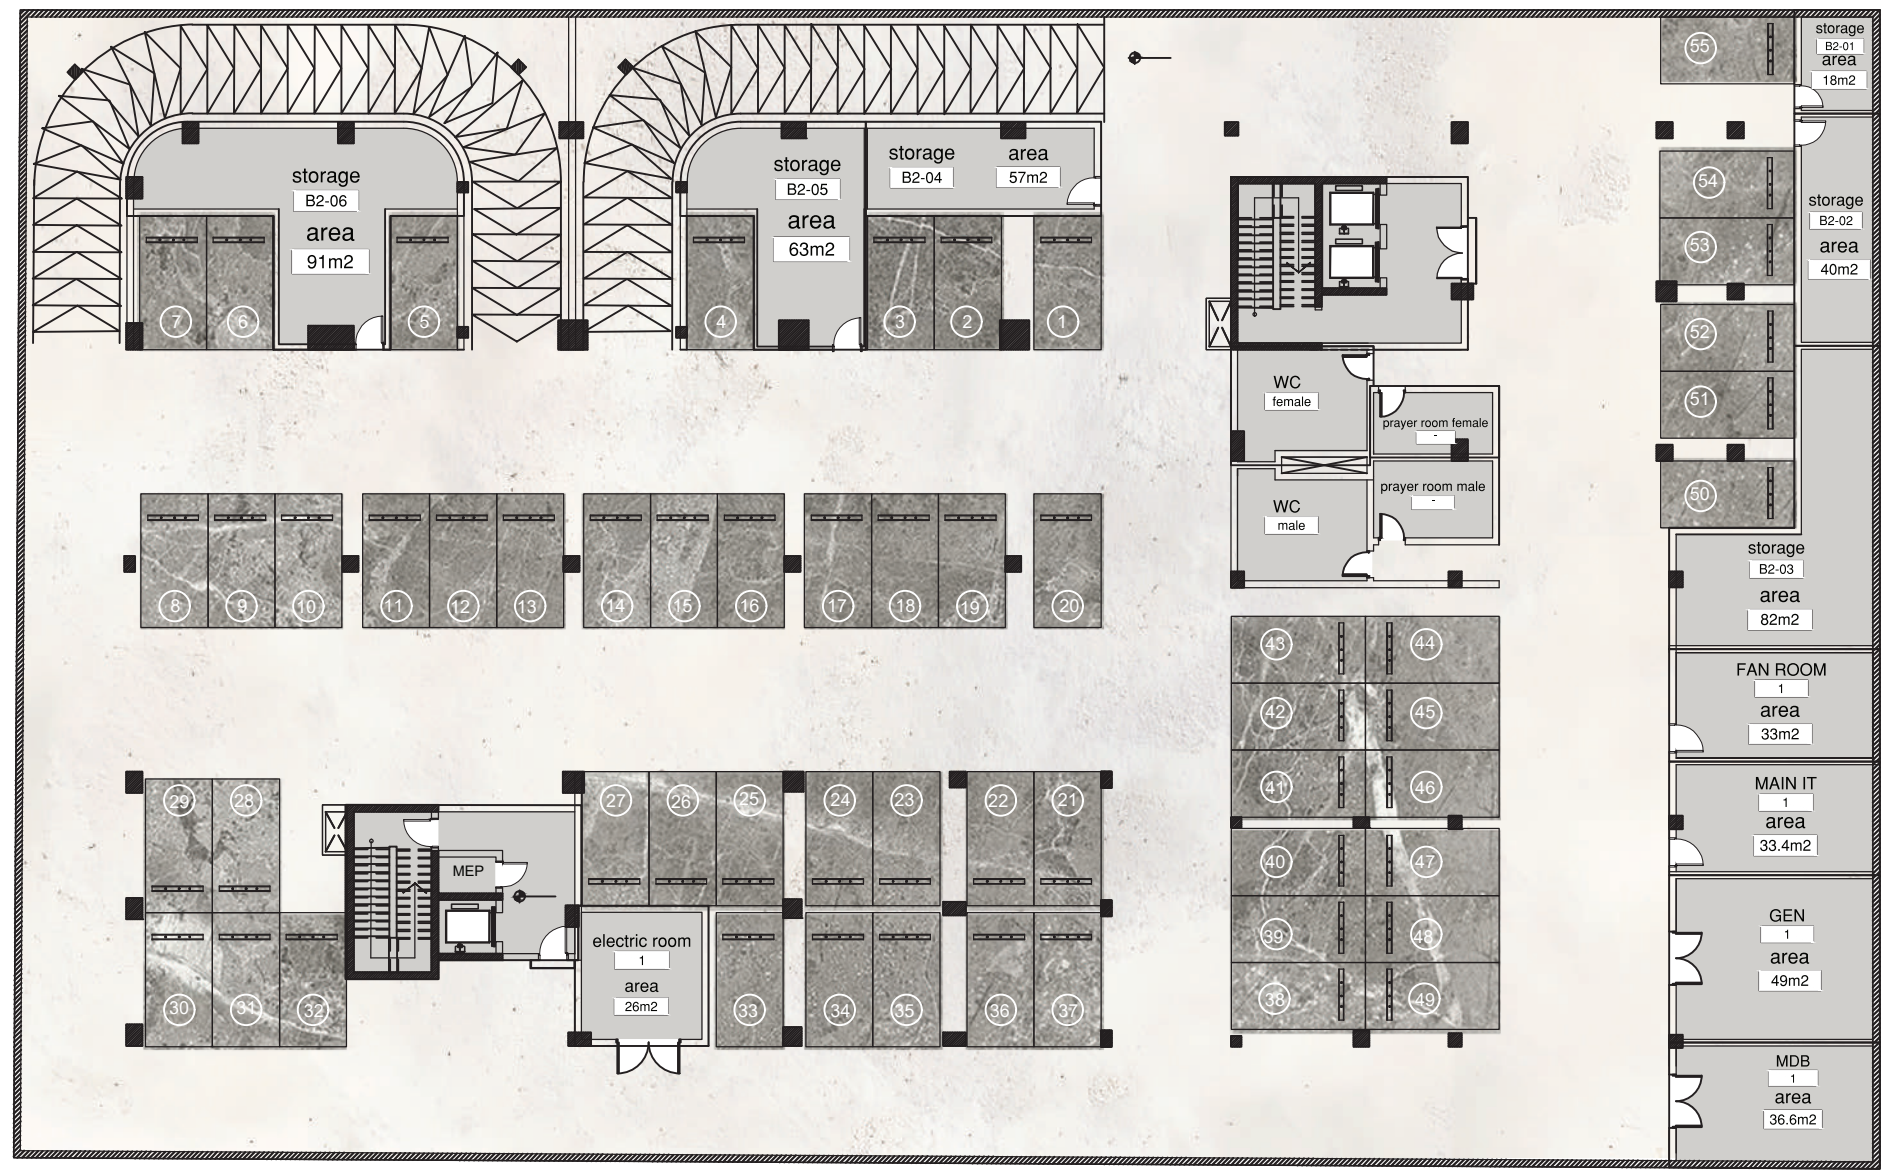 55
storage
B2-01
area
18m2
storage
B2-06
area
91m2
storage
B2-05
area
63m2
storage
B2-04
area
57m2
54
53
storage
B2-02
area
40m2
7
6
5
4
3
2
1
52
51
50
WC
female
prayer room female
-
prayer room male
-
WC
male
8
9
10
11
12
13
14
15
16
17
18
19
20
storage
B2-03
area
82m2
43
44
42
45
41
46
40
47
39
48
38
49
FAN ROOM
1
area
33m2
MAIN IT
1
area
33.4m2
GEN
1
area
49m2
MDB
1
area
36.6m2
29
28
27
26
25
24
23
22
21
MEP
electric room
1
area
26m2
30
31
32
33
34
35
36
37